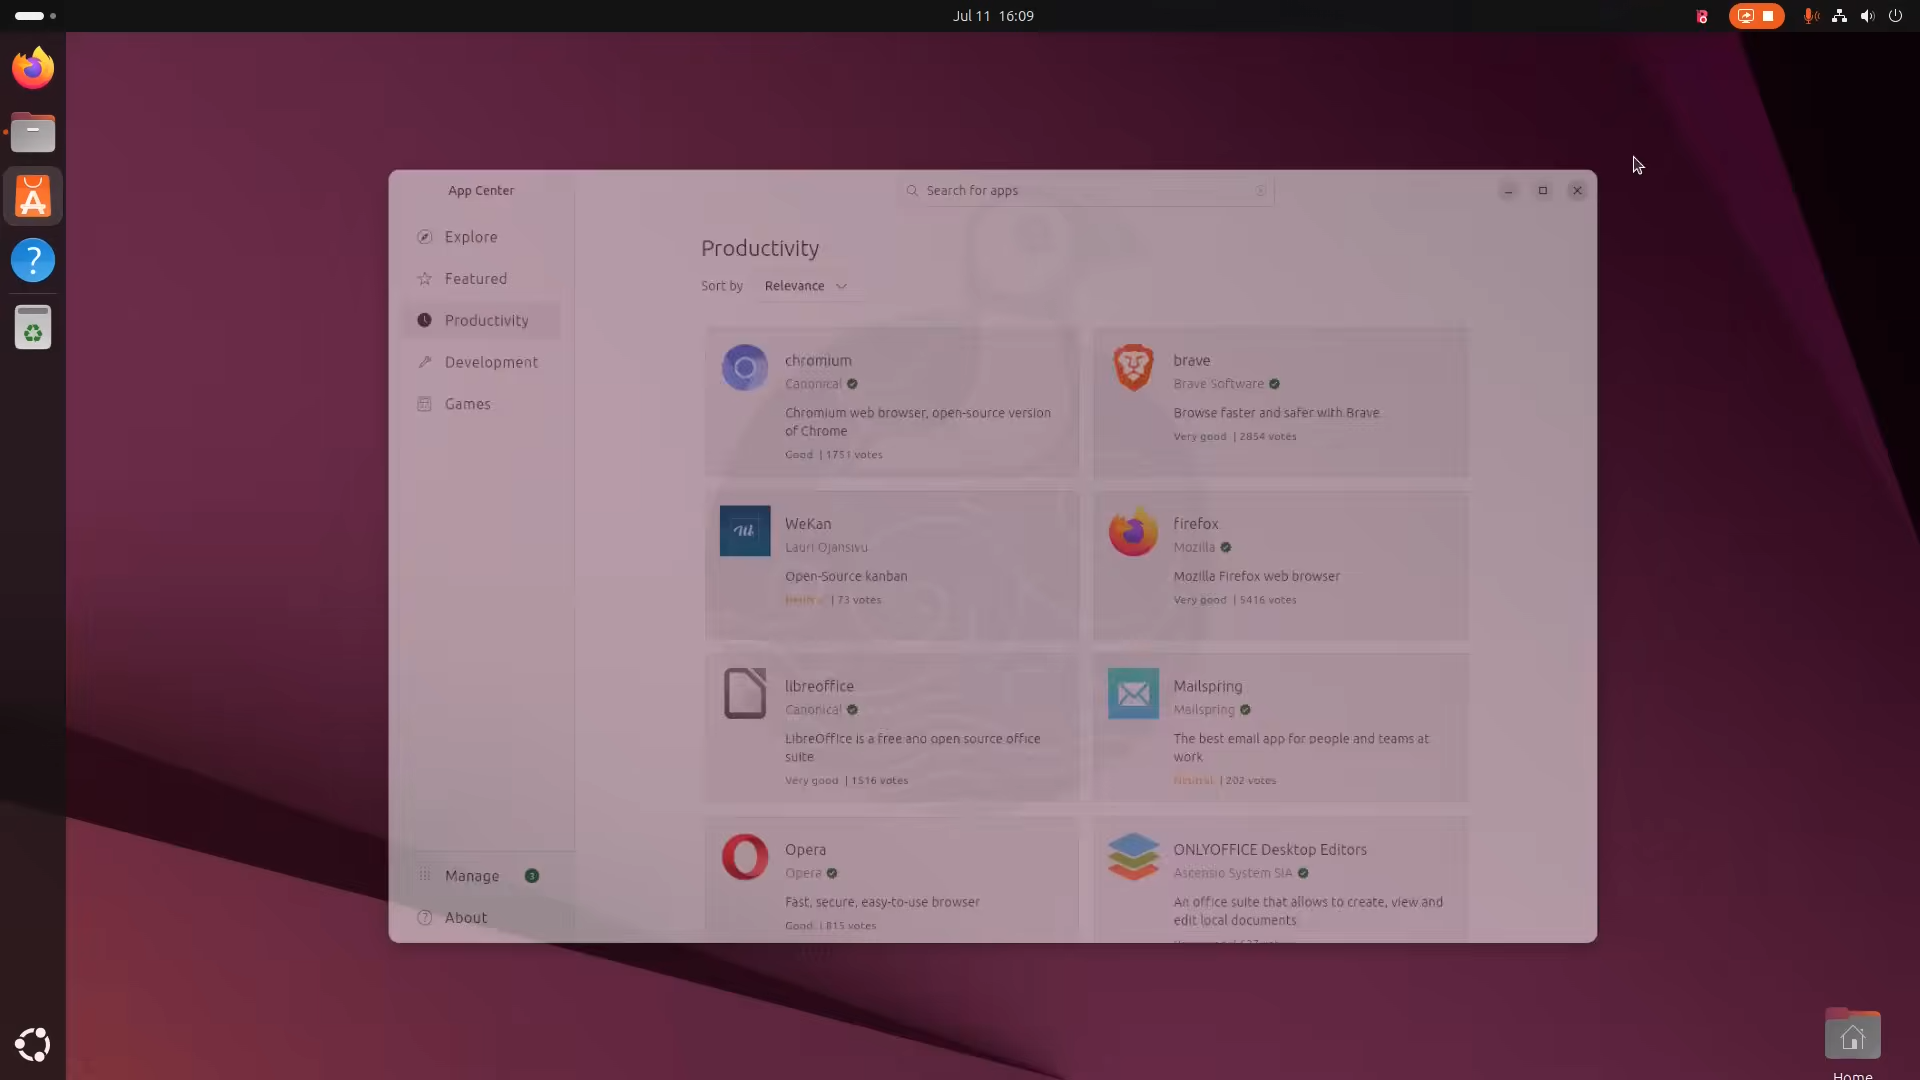 Jul 11 16:09
App Center
Search for apps
Explore
Featured
Productivity
Development
Games
Manage
About
Productivity
Sort by Relevance
chromium
Canonical
Chromium web browser, open-source version
of Chrome
Good | 1751 votes
brave
Brave Software
Browse faster and safer with Brave.
Very good | 2854 votes
WeKan
Lauri Ojansivu
Open-Source kanban
Neutral | 73 votes
firefox
Mozilla
Mozilla Firefox web browser
Very good | 5416 votes
libreoffice
Canonical
LibreOffice is a free and open source office
suite
Very good | 1516 votes
Mailspring
Mailspring
The best email app for people and teams at
work
Neutral | 202 votes
Opera
Opera
Fast, secure, easy-to-use browser
Good | 815 votes
ONLYOFFICE Desktop Editors
Ascensio System SIA
An office suite that allows to create, view and
edit local documents
Home